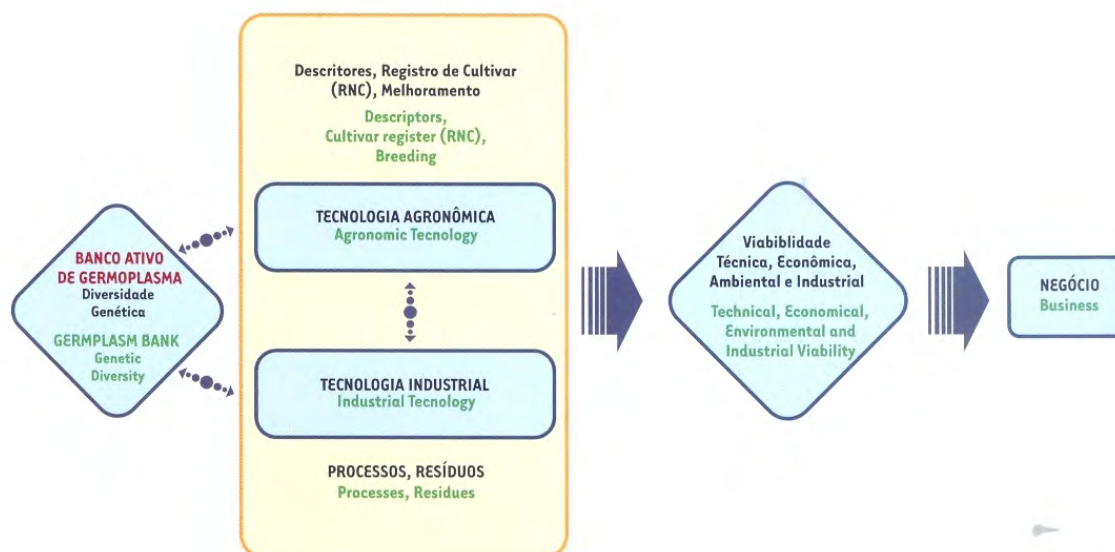 Descritores, Registro de Cultivar
(RNC), Melhoramento
Descriptors,
Cultivar register (RNC),
Breeding
BANCO ATIVO
DE GERMOPLASMA
Diversidade
Genética
GERMPLASM BANK
Genetic
Diversity
TECNOLOGIA AGRONÔMICA
Agronomic Tecnology
TECNOLOGIA INDUSTRIAL
Industrial Tecnology
PROCESSOS, RESÍDUOS
Processes, Residues
Viabiblidade
Técnica, Econômica,
Ambiental e Industrial
Technical, Economical,
Environmental and
Industrial Viability
NEGÓCIO
Business